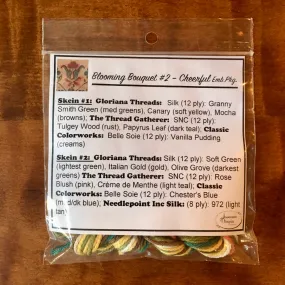 Blooming Bouquet #2 - Cheerful Emb.Pkg.
Skein #1: Gloriana Threads: Silk (12 ply): Granny
Smith Green (med greens), Canary (soft yellow), Mocha
(browns), The Thread Gatherer: SNC (12 ply):
Tulgey Wood (rust), Papyrus Leaf (dark teal); Classic
Colorworks: Belle Soie (12 ply): Vanilla Pudding
(creams)
Skein #2: Gloriana Threads: Silk (12 ply): Soft Green
(lightest green), Italian Gold (gold), Olive Grove (darkest
greens) The Thread Gatherer: SNC (12 ply): Rose
Blush (pink), Crème de Menthe (light teal); Classic
Colorworks: Belle Soie (12 ply): Chester's Blue
(m. d/dk blue); Needlepoint Inc Silk: (8 ply): 972 (light
tan)